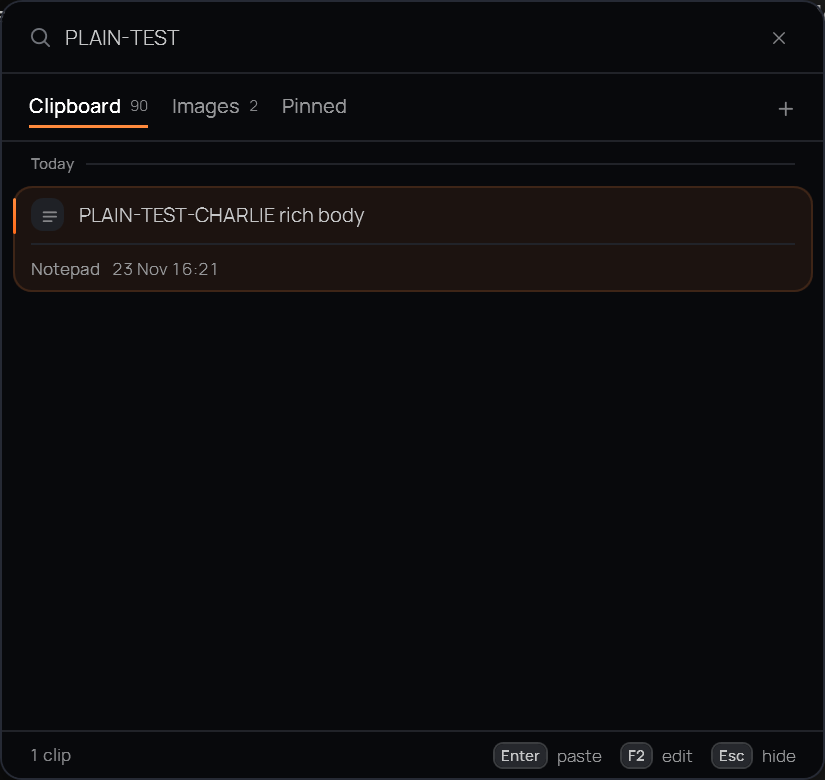 PLAIN-TEST
Clipboard 90 Images 2 Pinned
Today
PLAIN-TEST-CHARLIE rich body
Notepad 23 Nov 16:21
1 clip Enter paste F2 edit Esc hide